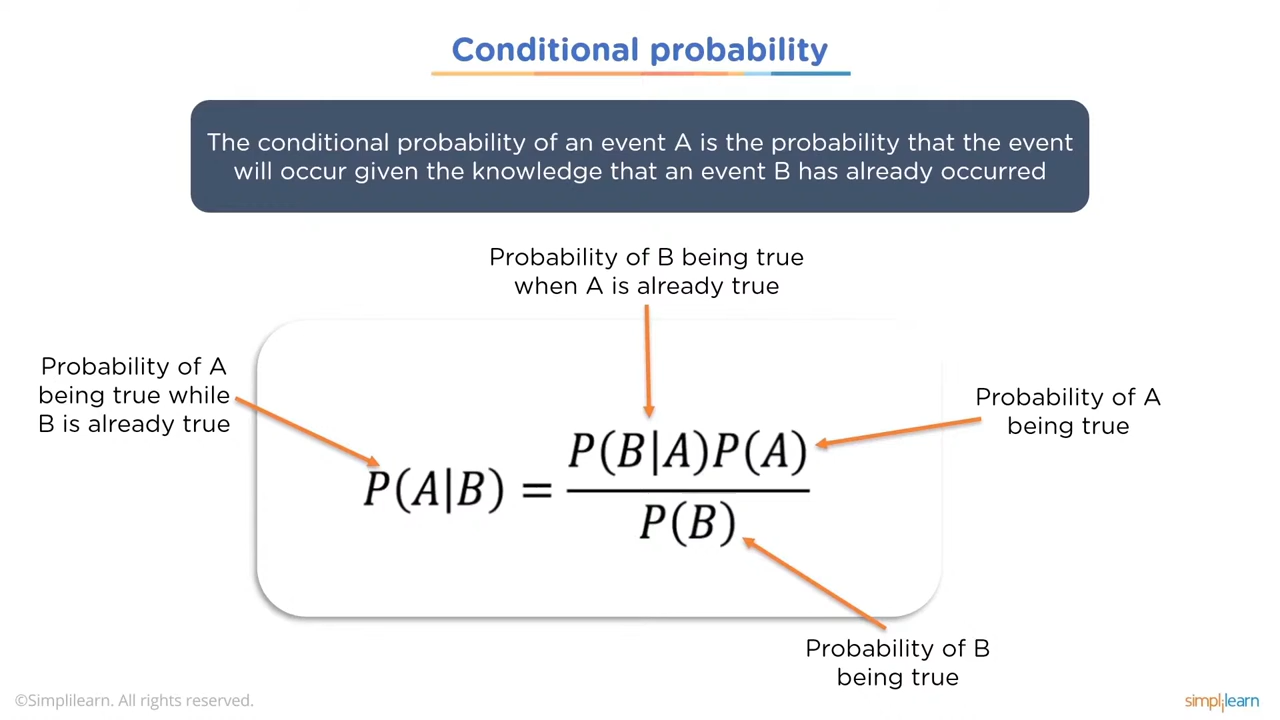 Conditional probability
The conditional probability of an event A is the probability that the event
will occur given the knowledge that an event B has already occurred
Probability of B being true
when A is already true
Probability of A
being true while
B is already true
Probability of A
being true
P(A|B) = P(B|A)P(A)
P(B)
Probability of B
being true
©Simplilearn. All rights reserved.
simplilearn